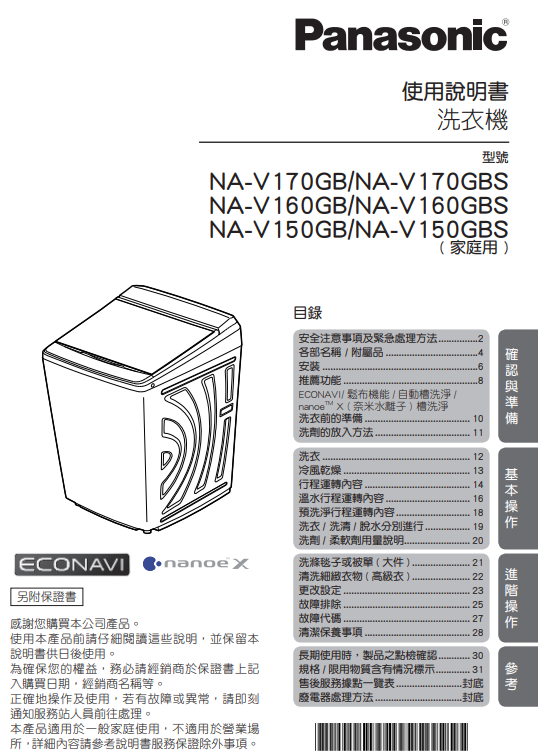 Panasonic®
使用說明書
洗衣機
型號
NA-V170GB/NA-V170GBS
NA-V160GB/NA-V160GBS
NA-V150GB/NA-V150GBS
(家庭用)
目錄
安全注意事項及緊急處理方法..............2
各部名稱 / 附屬品 ..............................4
安裝 ....................................................6
推薦功能 .............................................8
ECONAVI/ 鬆布機能 / 自動槽洗淨 /
nanoe™ X（奈米水離子）槽洗淨
洗衣前的準備 .................................... 10
洗劑的放入方法 ................................ 11
確認與準備
洗衣 .................................................. 12
冷風乾燥 ........................................... 13
行程運轉內容 .................................... 14
溫水行程運轉內容 ............................. 16
預洗淨行程運轉內容 .......................... 18
洗衣 / 洗清 / 脫水分別進行 ................ 19
洗劑 / 柔軟劑用量說明 ....................... 20
基本操作
洗滌毯子或被單（大件）.................... 21
清洗細緻衣物（高級衣）.................... 22
更改設定 ........................................... 23
故障排除 ........................................... 25
故障代碼 ........................................... 27
清潔保養事項 .................................... 28
進階操作
長期使用時，製品之點檢確認............ 30
規格 / 限用物質含有情況標示............. 31
售後服務據點一覽表.......................封底
廢電器處理方法 ..............................封底
參考
ECONAVI
nanoe™ X
另附保證書
感謝您購買本公司產品。
使用本產品前請仔細閱讀這些說明，並保留本
說明書供日後使用。
為確保您的權益，務必請經銷商於保證書上記
入購買日期，經銷商名稱等。
正確地操作及使用，若有故障或異常，請即刻
通知服務站人員前往處理。
本產品適用於一般家庭使用，不適用於營業場
所，詳細內容請參考說明書服務保證除外事項。